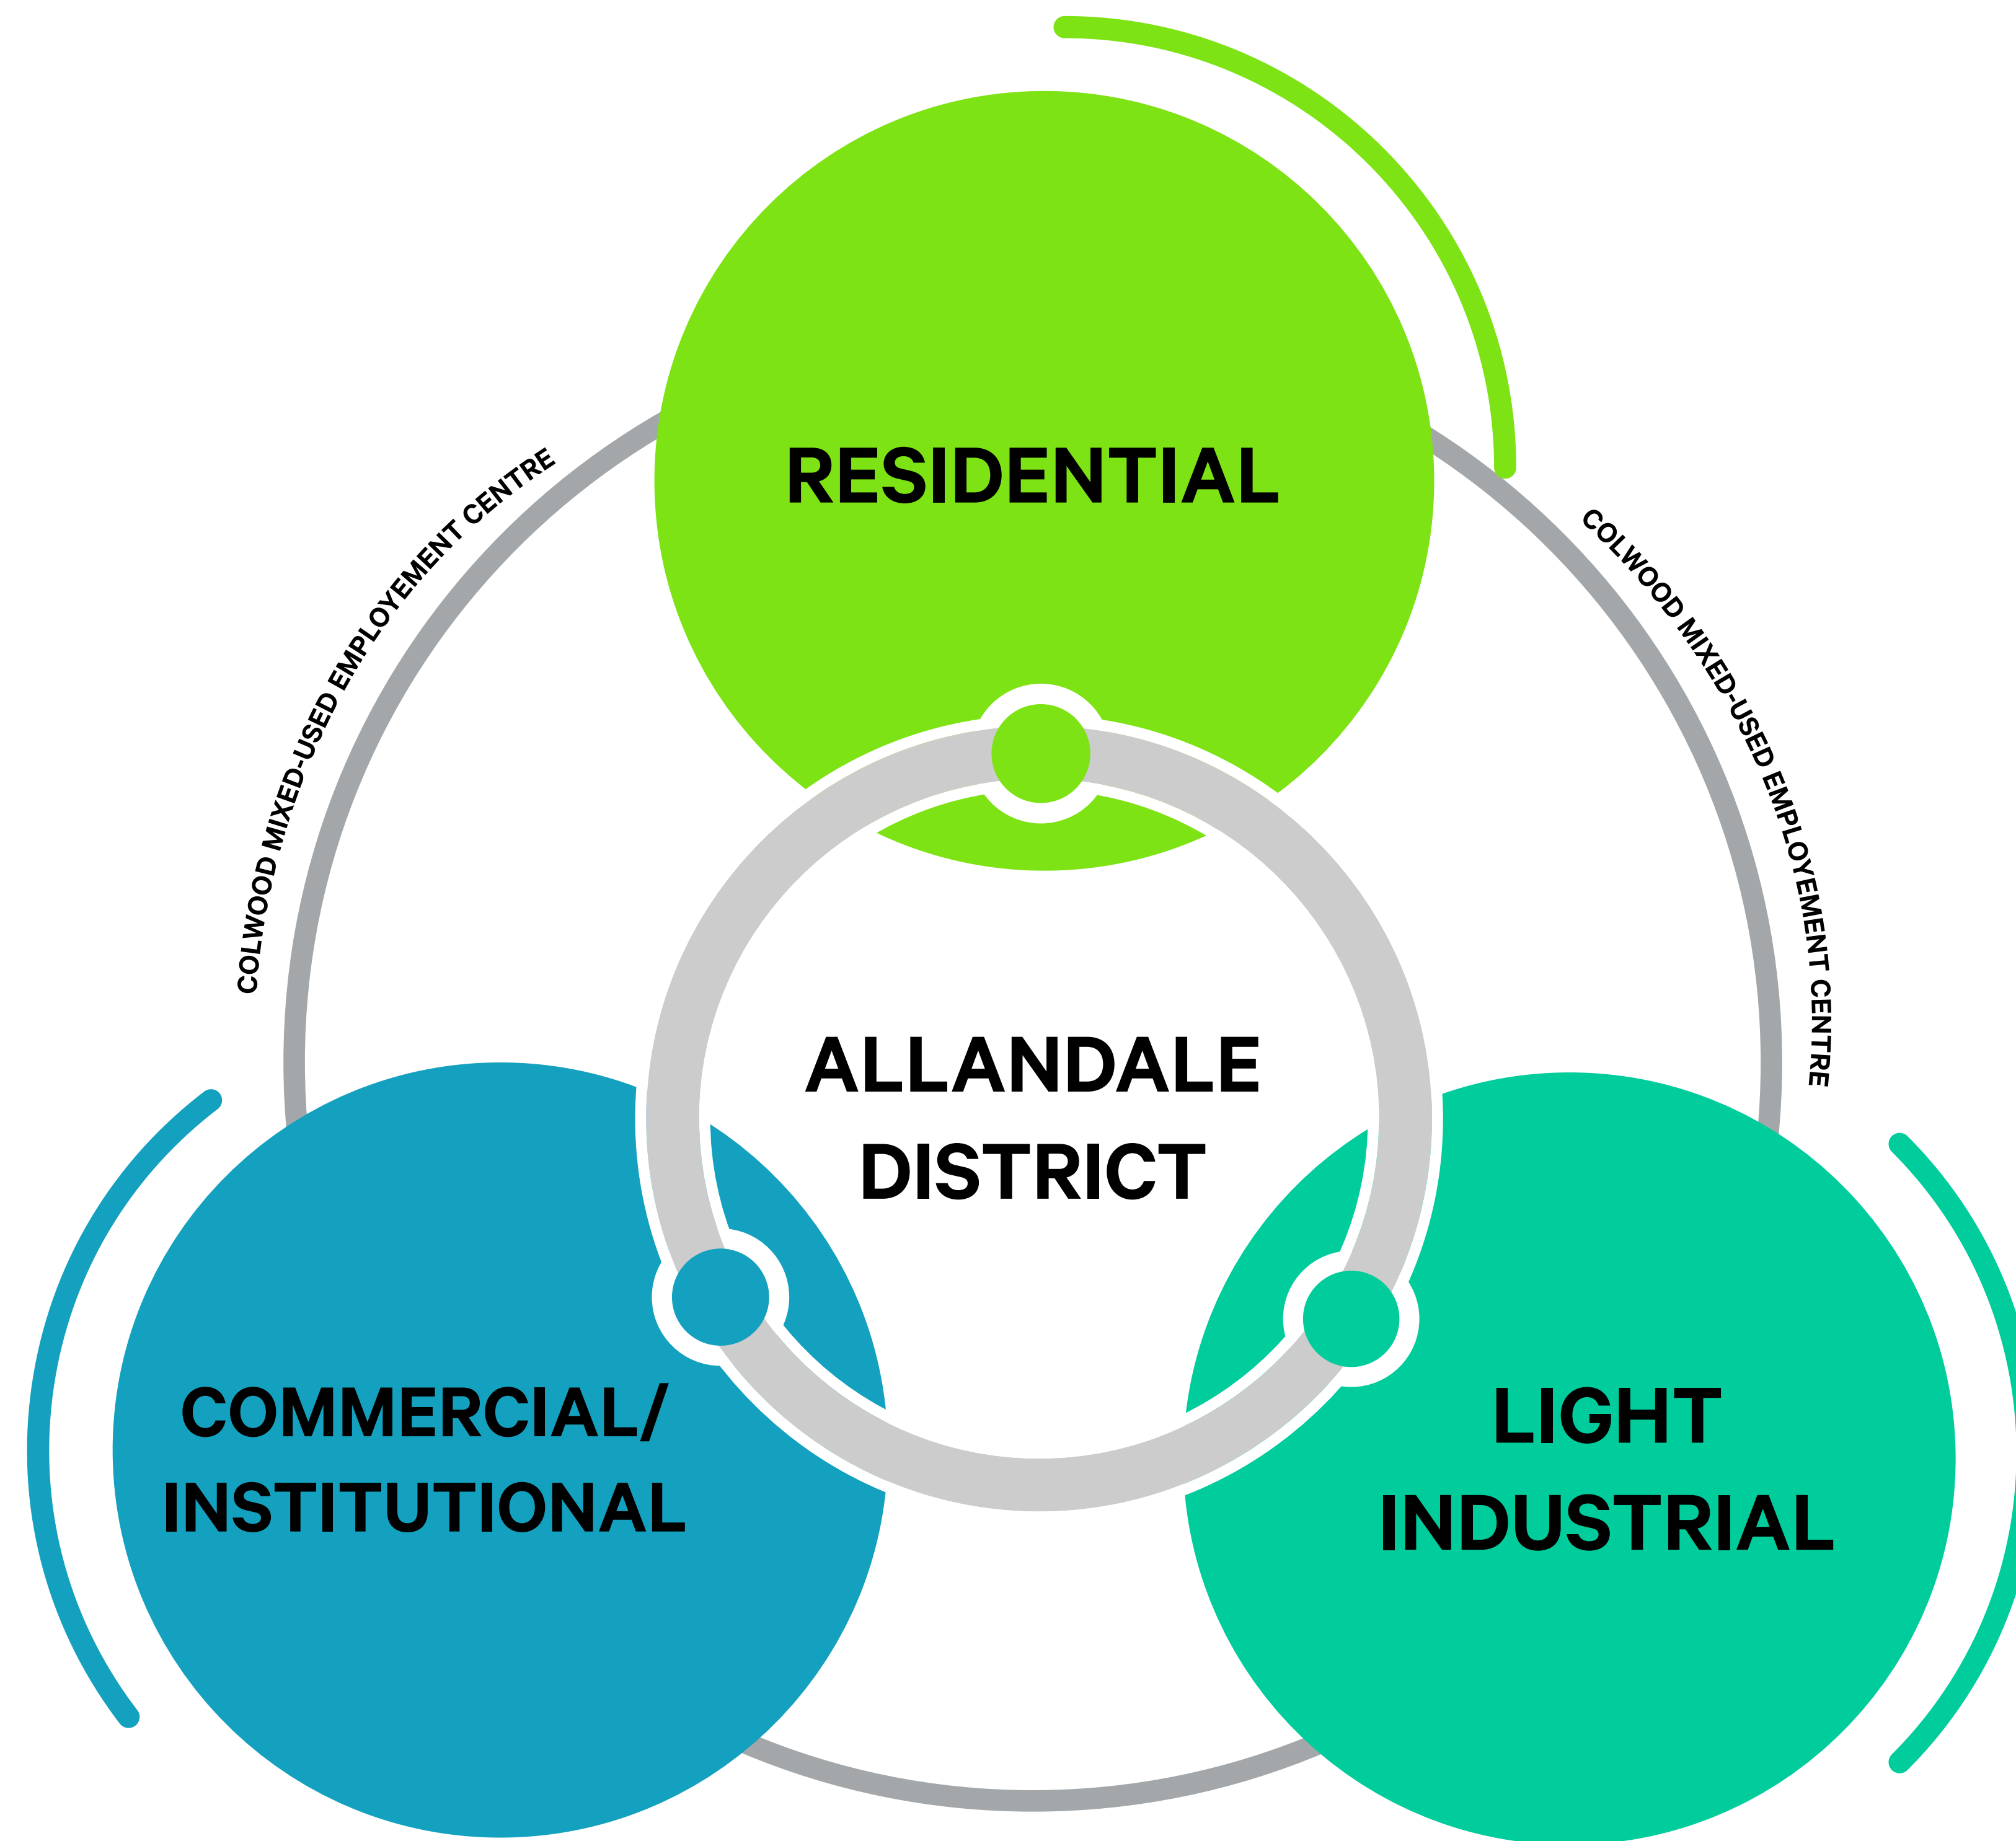 RESIDENTIAL
COLWOOD MIXED-USED EMPLOYEMENT CENTRE
COLWOOD MIXED-USED EMPLOYEMENT CENTRE
ALLANDALE
DISTRICT
COMMERCIAL/
INSTITUTIONAL
LIGHT
INDUSTRIAL